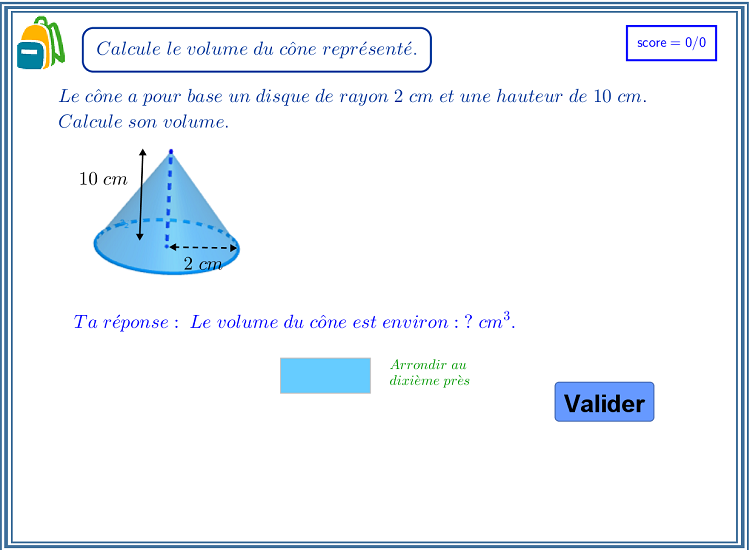 Calcule le volume du cône représenté.
score = 0/0
Le cône a pour base un disque de rayon 2 cm et une hauteur de 10 cm.
Calcule son volume.
10 cm
2 cm
Ta réponse : Le volume du cône est environ : ? cm³.
Arrondir au
dixième près
Valider